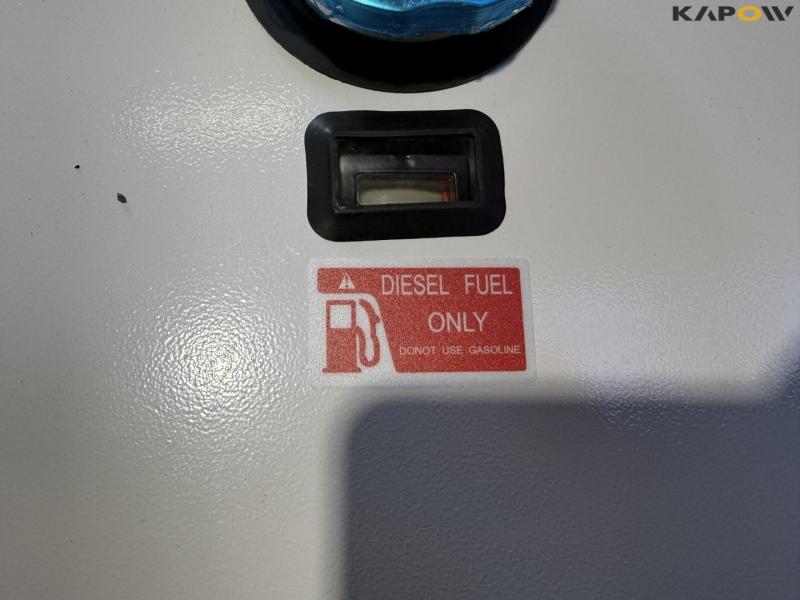 KAPOW
DIESEL FUEL
ONLY
DONOT USE GASOLINE